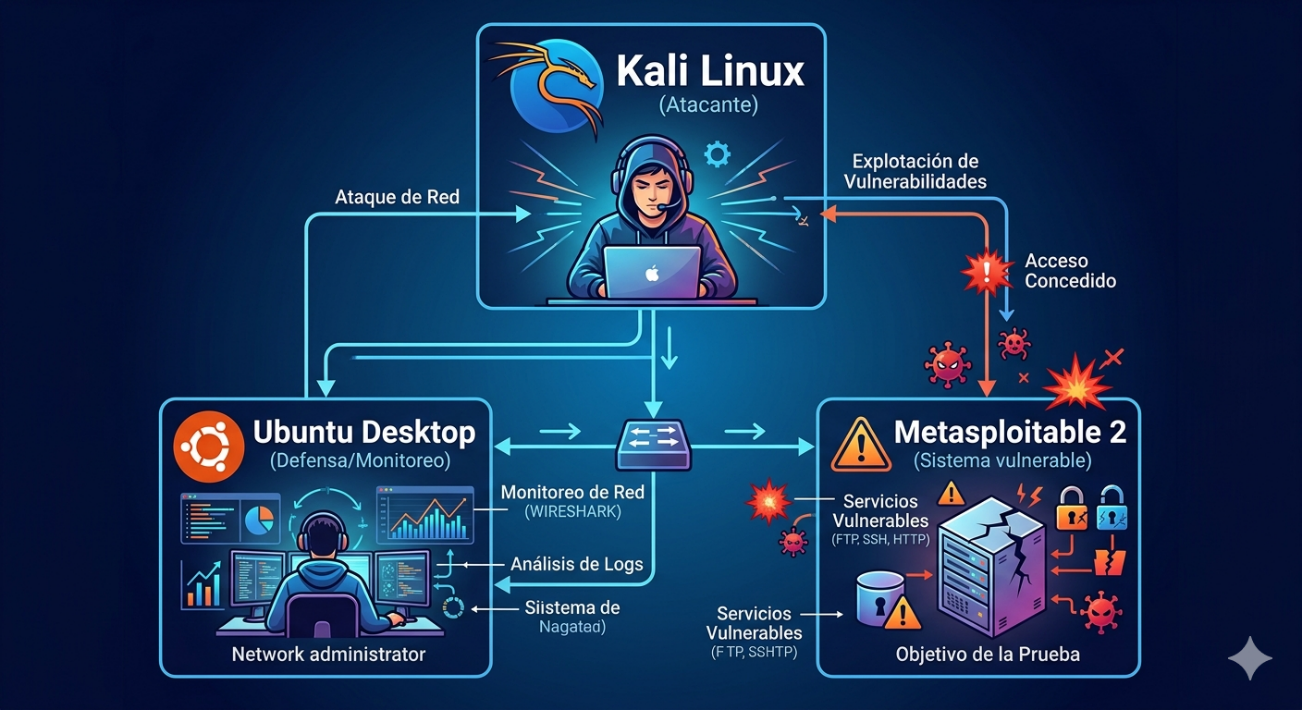 Kali Linux
(Atacante)
Ataque de Red
Explotación de
Vulnerabilidades
Acceso
Concedido
Ubuntu Desktop
(Defensa/Monitoreo)
Monitoreo de Red
(WIRESHARK)
Análisis de Logs
Siistema de
Network administrator
Metasploitable 2
(Sistema vulnerable)
Servicios
Vulnerables
(FTP, SSH, HTTP)
Servicios
Vulnerables
(FTP, SSHTP)
Objetivo de la Prueba